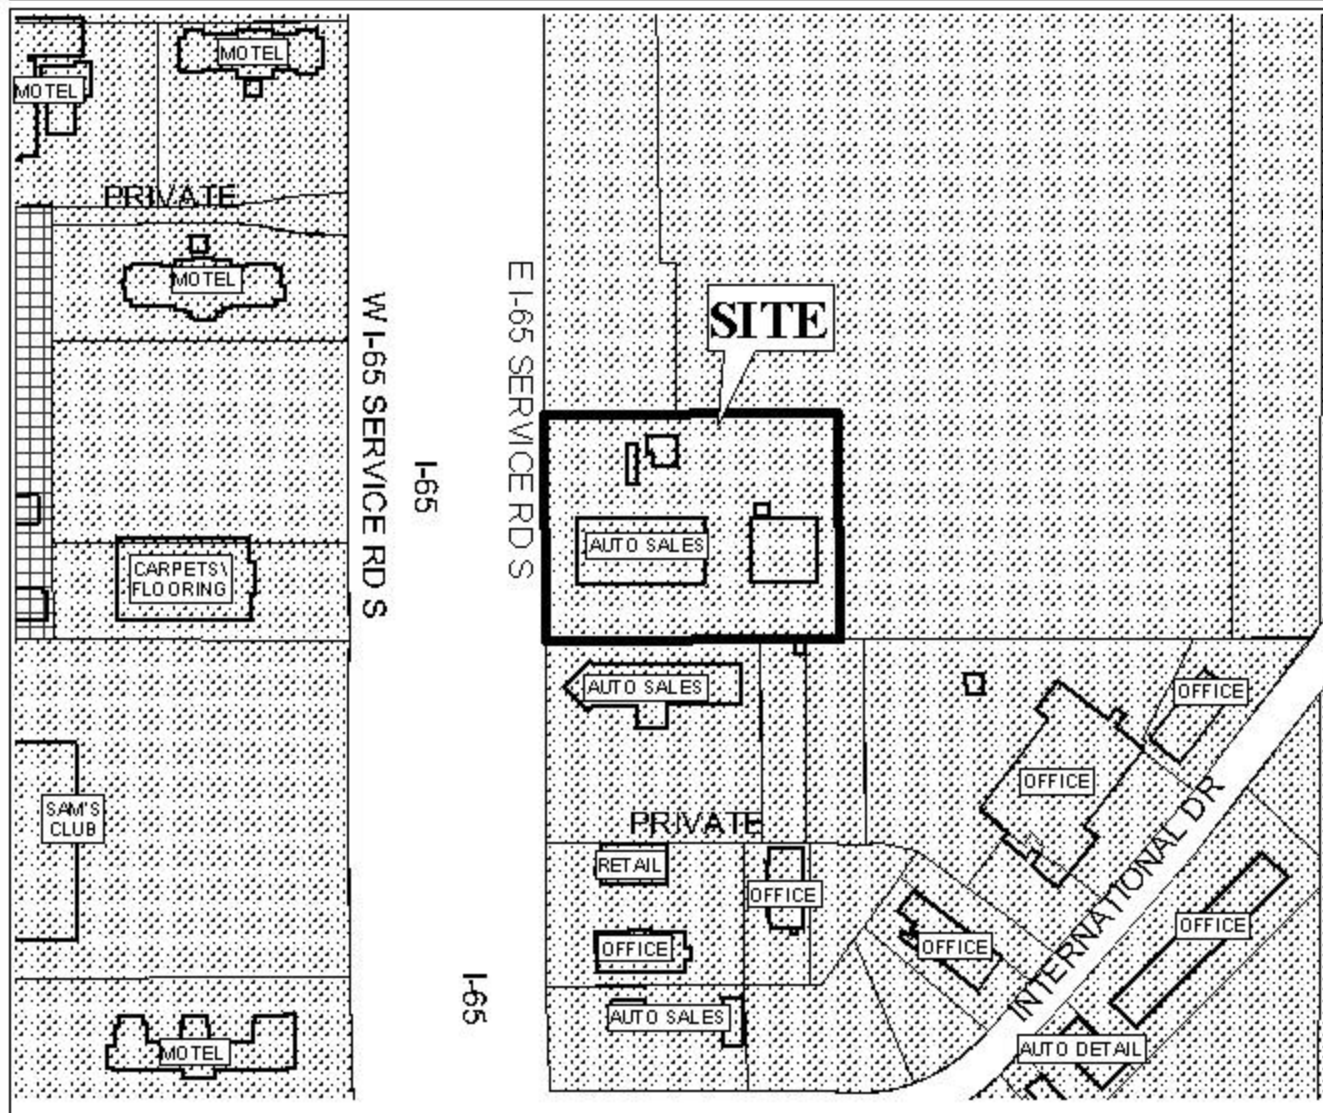 MOTEL
MOTEL
PRIVATE
MOTEL
W I-65 SERVICE RD S
E I-65 SERVICE RD S
SITE
I-65
AUTO SALES
CARPETS\
FLOORING
AUTO SALES
OFFICE
OFFICE
SAM'S
CLUB
PRIVATE
RETAIL
OFFICE
OFFICE
OFFICE
OFFICE
INTERNATIONAL DR
I-65
AUTO SALES
MOTEL
AUTO DETAIL